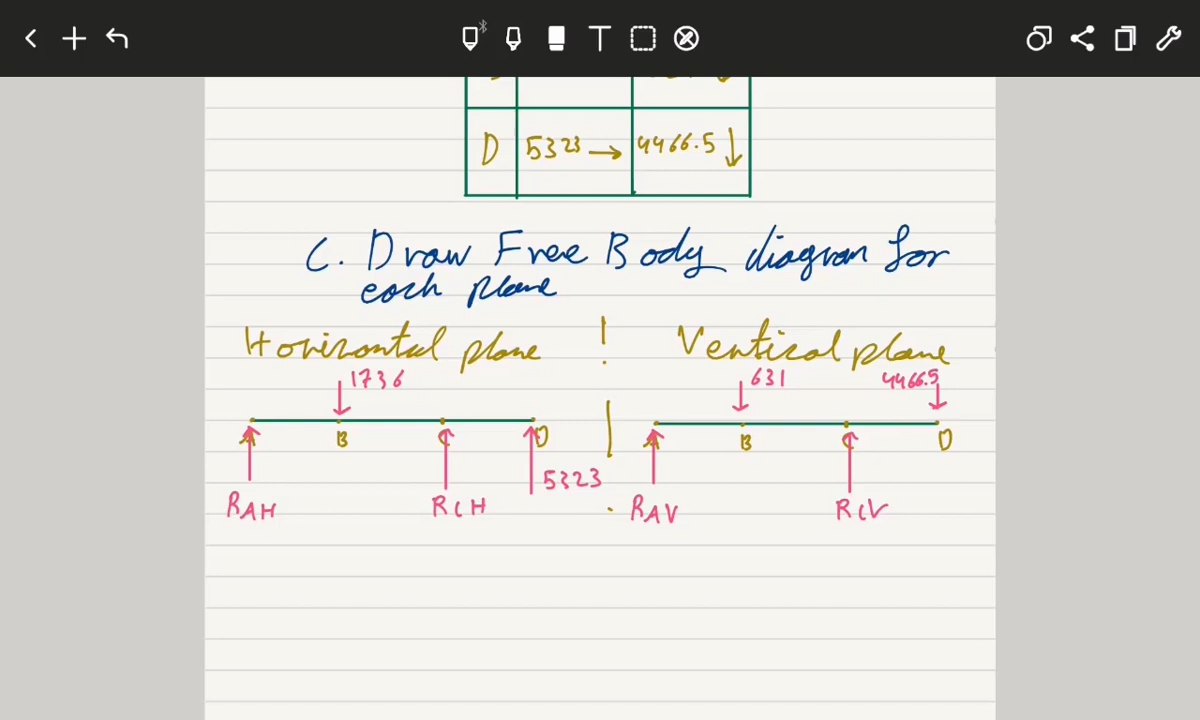 D 5323 → 4466.5 ↓
C. Draw Free Body diagram for
each plane
Horizontal plane
Vertical plane
1736
631
4466.5
A B C D
A B C D
5323
RAH RCH
RAV RCV
T